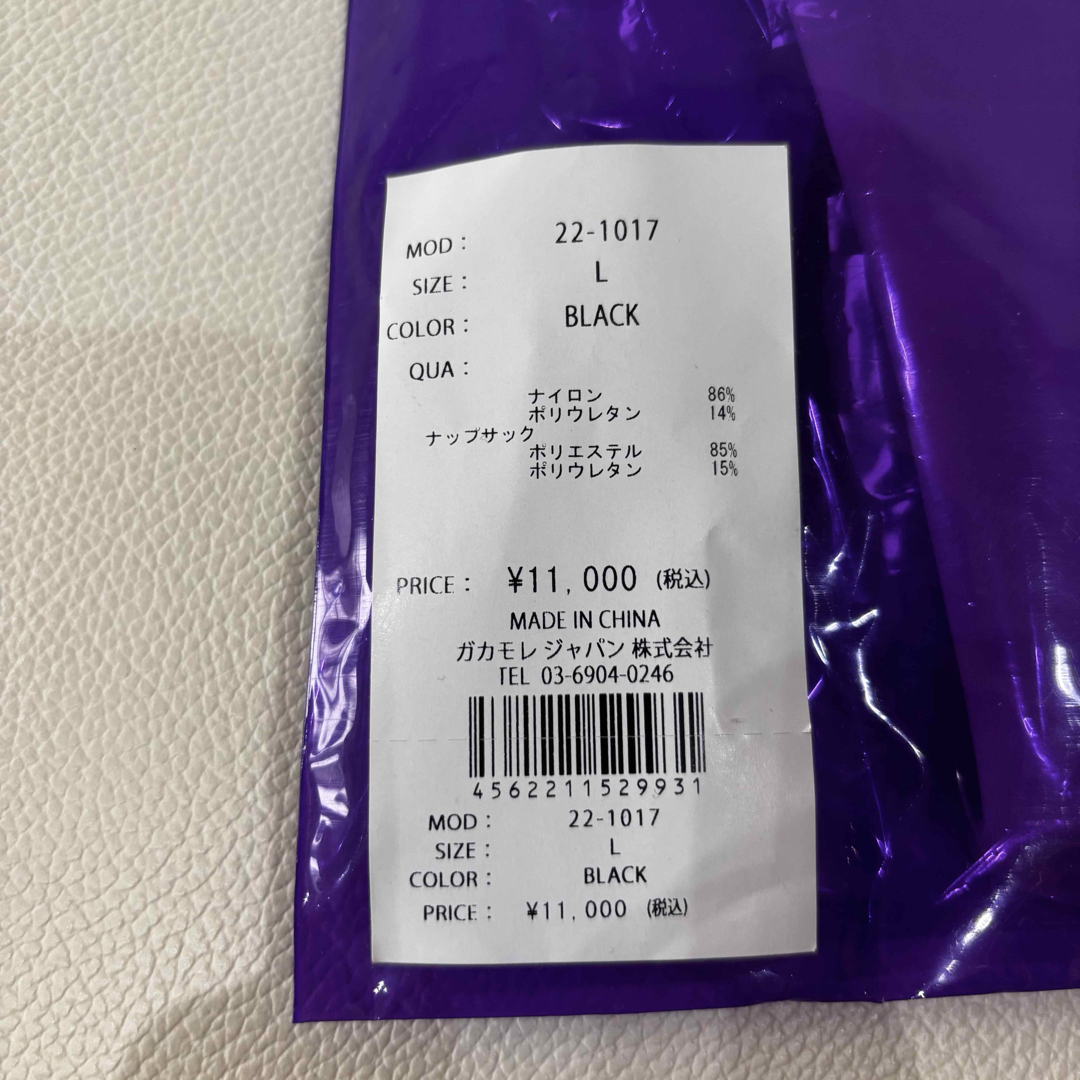 MOD： 22-1017
SIZE： L
COLOR： BLACK
QUA：
ナイロン 86%
ポリウレタン 14%
ナップサック
ポリエステル 85%
ポリウレタン 15%
PRICE： ¥11,000 (税込)
MADE IN CHINA
ガカモレ ジャパン 株式会社
TEL 03-6904-0246
4562211529931
MOD： 22-1017
SIZE： L
COLOR： BLACK
PRICE： ¥11,000 (税込)